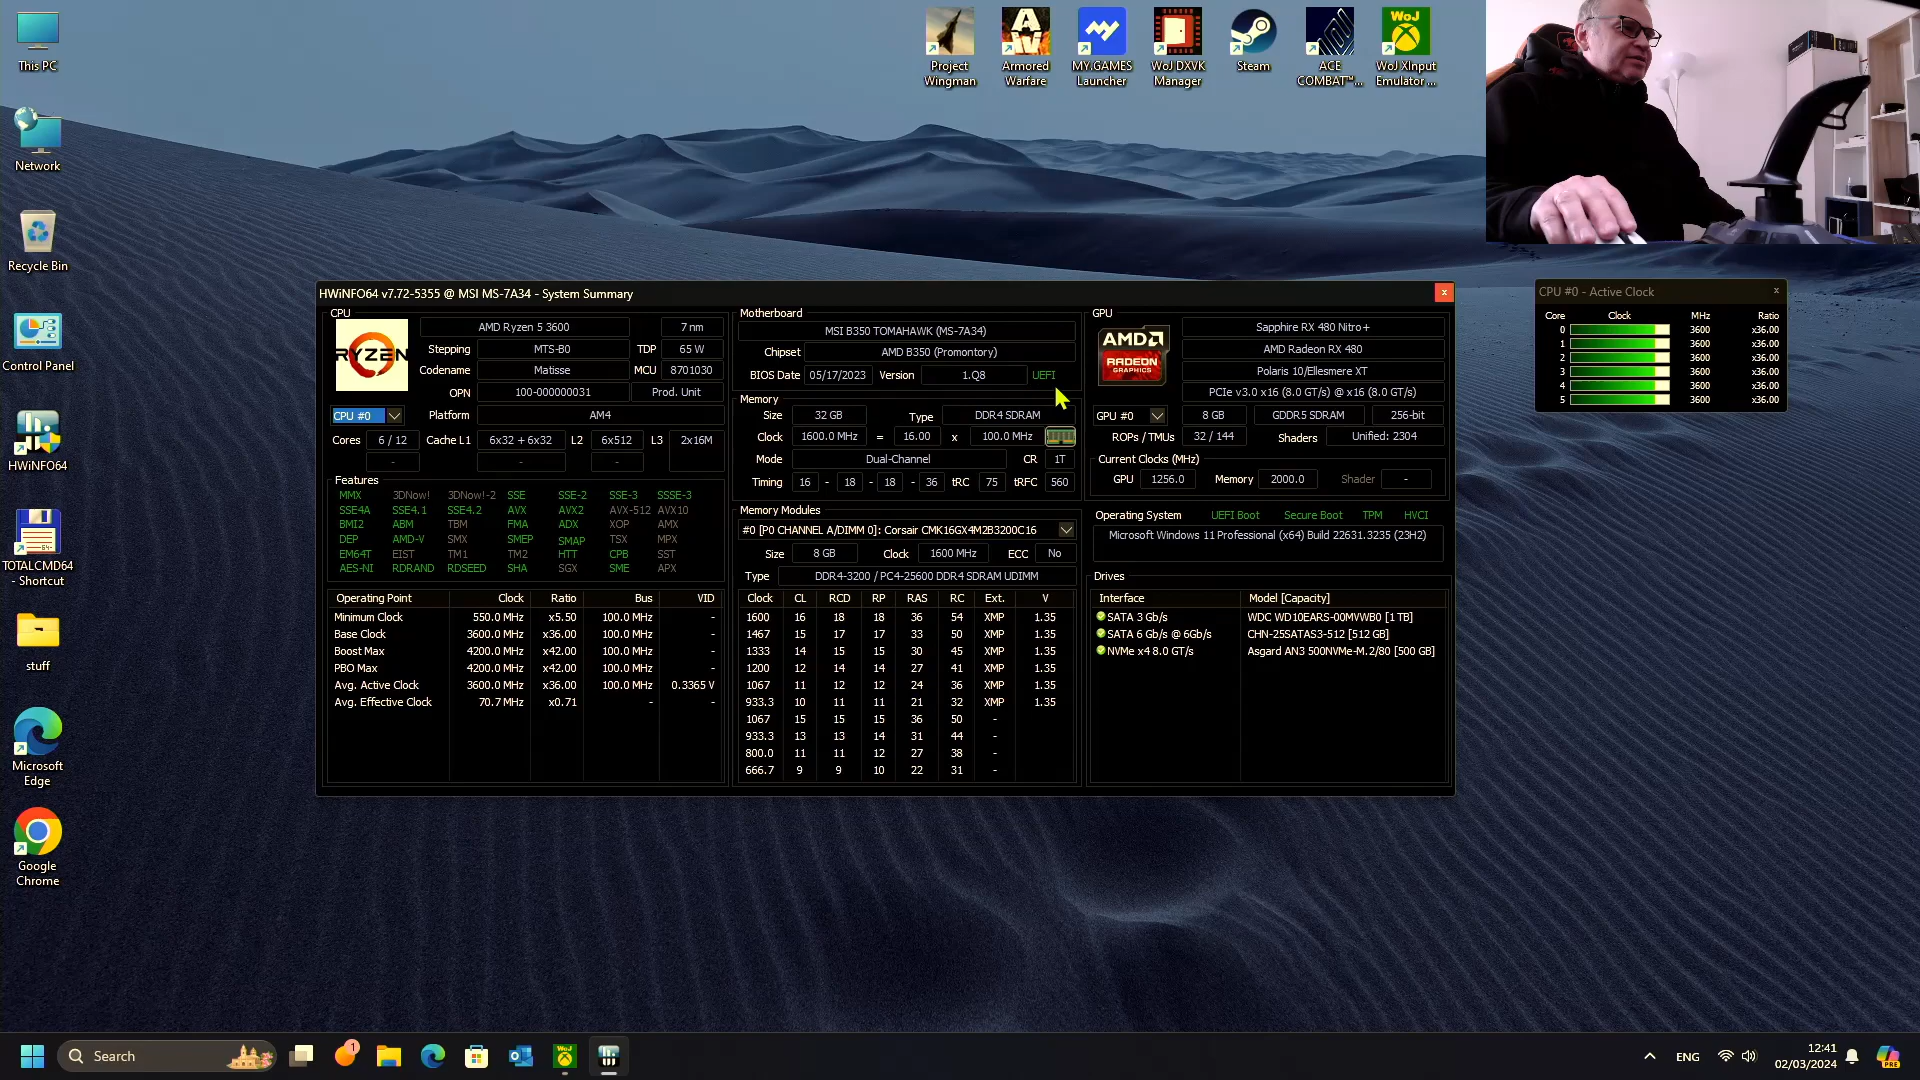 This PC
Network
Recycle Bin
Control Panel
HWiNFO64
TOTALCMD64
- Shortcut
stuff
Microsoft
Edge
Google
Chrome
Project
Wingman
Armored
Warfare
MY.GAMES
Launcher
WoJ DXVK
Manager
Steam
ACE
COMBAT™...
WoJ
WoJ XInput
Emulator ...
HWiNFO64 v7.72-5355 @ MSI MS-7A34 - System Summary
CPU
RYZEN
AMD Ryzen 5 3600 7 nm
Stepping MTS-B0 TDP 65 W
Codename Matisse MCU 8701030
OPN 100-000000031 Prod. Unit
CPU #0 Platform AM4
Cores 6 / 12 Cache L1 6x32 + 6x32 L2 6x512 L3 2x16M
- - -
Features
MMX 3DNow! 3DNow!-2 SSE SSE-2 SSE-3 SSSE-3
SSE4A SSE4.1 SSE4.2 AVX AVX2 AVX-512 AVX10
BMI2 ABM TBM FMA ADX XOP AMX
DEP AMD-V SMX SMEP SMAP TSX MPX
EM64T EIST TM1 TM2 HTT CPB SST
AES-NI RDRAND RDSEED SHA SGX SME APX
Operating Point Clock Ratio Bus VID
Minimum Clock 550.0 MHz x5.50 100.0 MHz -
Base Clock 3600.0 MHz x36.00 100.0 MHz -
Boost Max 4200.0 MHz x42.00 100.0 MHz -
PBO Max 4200.0 MHz x42.00 100.0 MHz -
Avg. Active Clock 3600.0 MHz x36.00 100.0 MHz 0.3365 V
Avg. Effective Clock 70.7 MHz x0.71 - -
Motherboard
MSI B350 TOMAHAWK (MS-7A34)
Chipset AMD B350 (Promontory)
BIOS Date 05/17/2023 Version 1.Q8 UEFI
Memory
Size 32 GB Type DDR4 SDRAM
Clock 1600.0 MHz = 16.00 x 100.0 MHz
Mode Dual-Channel CR 1T
Timing 16 - 18 - 18 - 36 tRC 75 tRFC 560
Memory Modules
#0 [P0 CHANNEL A/DIMM 0]: Corsair CMK16GX4M2B3200C16
Size 8 GB Clock 1600 MHz ECC No
Type DDR4-3200 / PC4-25600 DDR4 SDRAM UDIMM
Clock CL RCD RP RAS RC Ext. V
1600 16 18 18 36 54 XMP 1.35
1467 15 17 17 33 50 XMP 1.35
1333 14 15 15 30 45 XMP 1.35
1200 12 14 14 27 41 XMP 1.35
1067 11 12 12 24 36 XMP 1.35
933.3 10 11 11 21 32 XMP 1.35
1067 15 15 15 36 50 -
933.3 13 13 14 31 44 -
800.0 11 11 12 27 38 -
666.7 9 9 10 22 31 -
GPU
AMD
RADEON
GRAPHICS
Sapphire RX 480 Nitro+
AMD Radeon RX 480
Polaris 10/Ellesmere XT
PCIe v3.0 x16 (8.0 GT/s) @ x16 (8.0 GT/s)
GPU #0 8 GB GDDR5 SDRAM 256-bit
ROPs / TMUs 32 / 144 Shaders Unified: 2304
Current Clocks (MHz)
GPU 1256.0 Memory 2000.0 Shader -
Operating System UEFI Boot Secure Boot TPM HVCI
Microsoft Windows 11 Professional (x64) Build 22631.3235 (23H2)
Drives
Interface Model [Capacity]
SATA 3 Gb/s WDC WD10EARS-00MVWB0 [1 TB]
SATA 6 Gb/s @ 6Gb/s CHN-25SATAS3-512 [512 GB]
NVMe x4 8.0 GT/s Asgard AN3 500NVMe-M.2/80 [500 GB]
CPU #0 - Active Clock
Core Clock MHz Ratio
0 3600 x36.00
1 3600 x36.00
2 3600 x36.00
3 3600 x36.00
4 3600 x36.00
5 3600 x36.00
Search
1
ENG
12:41
02/03/2024
PRE